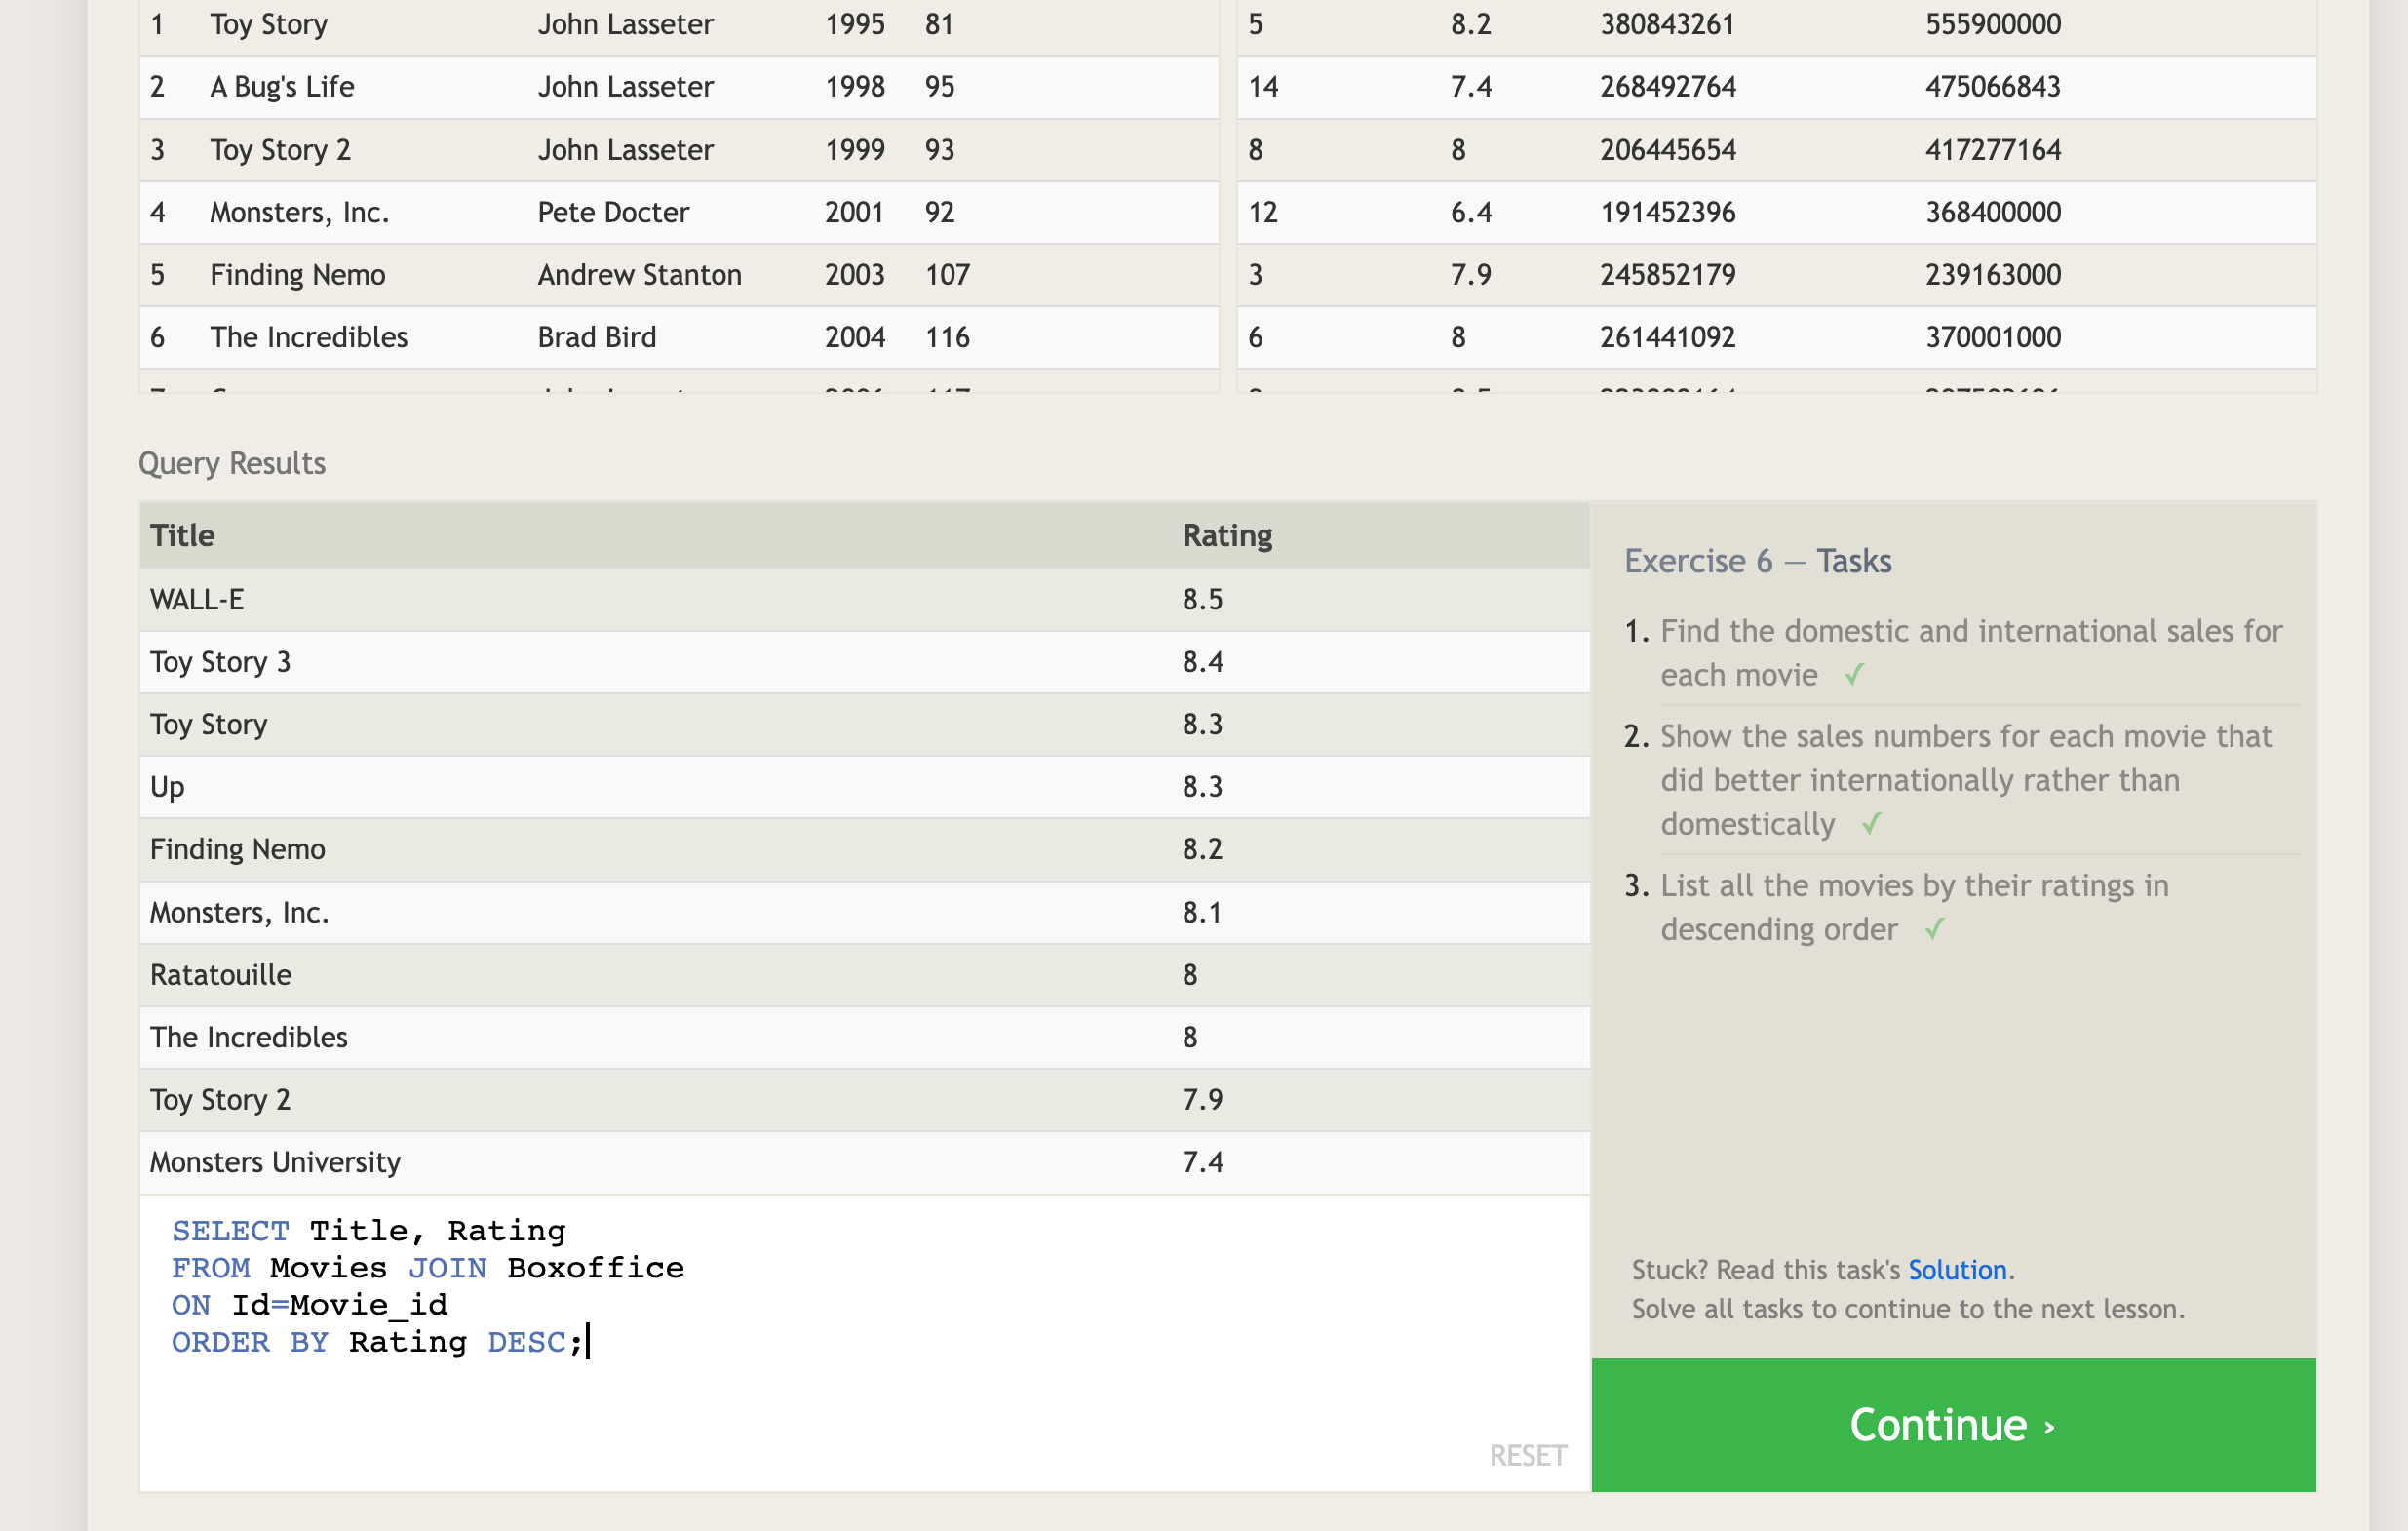 1 Toy Story John Lasseter 1995 81 5 8.2 380843261 555900000
2 A Bug's Life John Lasseter 1998 95 14 7.4 268492764 475066843
3 Toy Story 2 John Lasseter 1999 93 8 8 206445654 417277164
4 Monsters, Inc. Pete Docter 2001 92 12 6.4 191452396 368400000
5 Finding Nemo Andrew Stanton 2003 107 3 7.9 245852179 239163000
6 The Incredibles Brad Bird 2004 116 6 8 261441092 370001000
Query Results
Title Rating
WALL-E 8.5
Toy Story 3 8.4
Toy Story 8.3
Up 8.3
Finding Nemo 8.2
Monsters, Inc. 8.1
Ratatouille 8
The Incredibles 8
Toy Story 2 7.9
Monsters University 7.4
SELECT Title, Rating
FROM Movies JOIN Boxoffice
ON Id=Movie_id
ORDER BY Rating DESC;
RESET
Exercise 6 — Tasks
1. Find the domestic and international sales for
each movie ✓
2. Show the sales numbers for each movie that
did better internationally rather than
domestically ✓
3. List all the movies by their ratings in
descending order ✓
Stuck? Read this task's Solution.
Solve all tasks to continue to the next lesson.
Continue ›